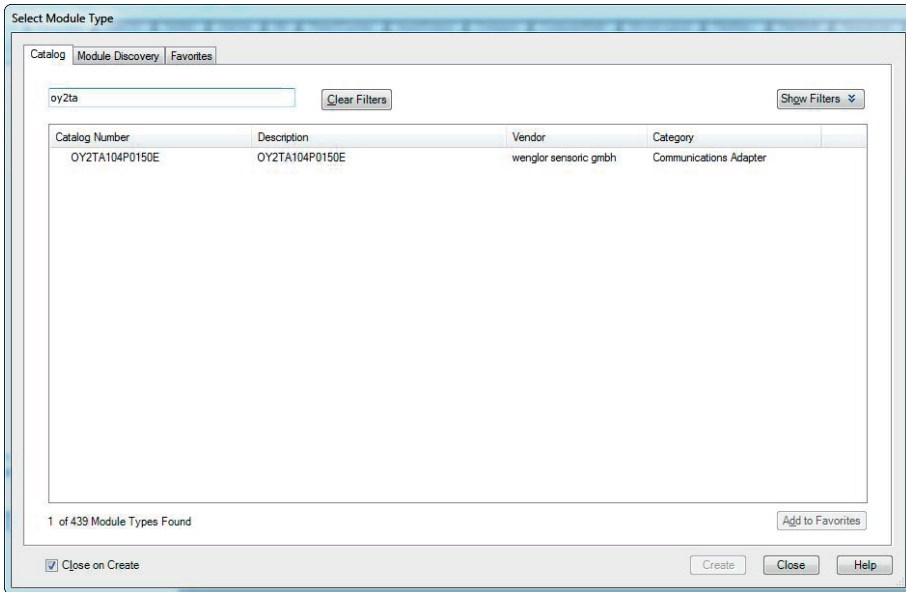 Select Module Type
Catalog Module Discovery Favorites
oy2ta Clear Filters Show Filters
Catalog Number Description Vendor Category
OY2TA104P0150E OY2TA104P0150E wenglor sensoric gmbh Communications Adapter
1 of 439 Module Types Found Add to Favorites
Close on Create Create Close Help